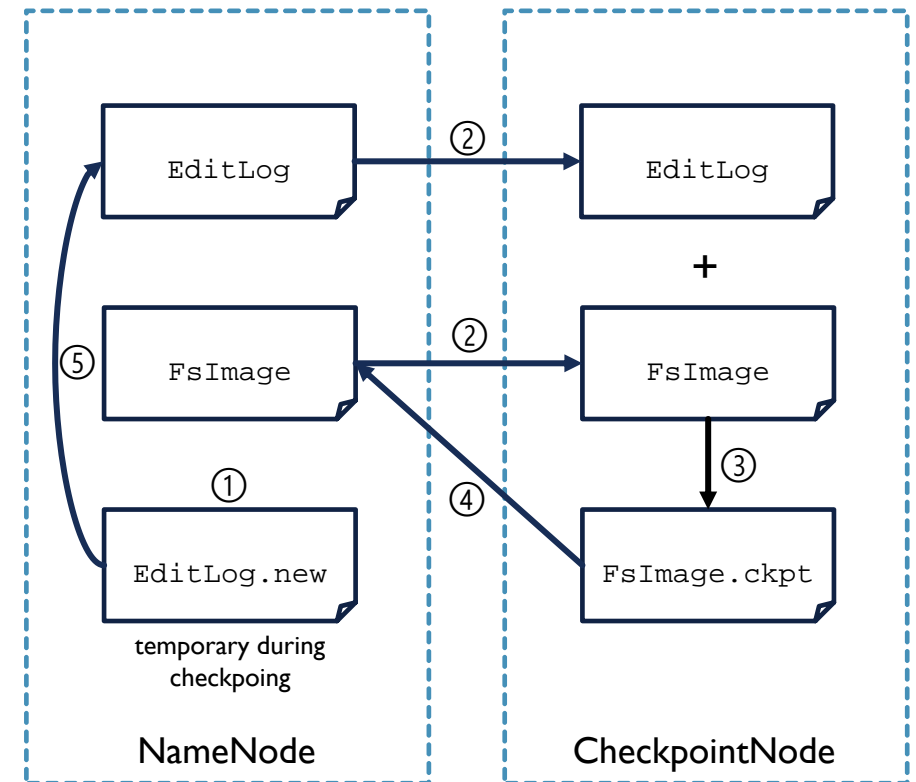 EditLog
②
EditLog
+
FsImage
②
FsImage
⑤
①
③
④
EditLog.new
FsImage.ckpt
temporary during
checkpoing
NameNode
CheckpointNode